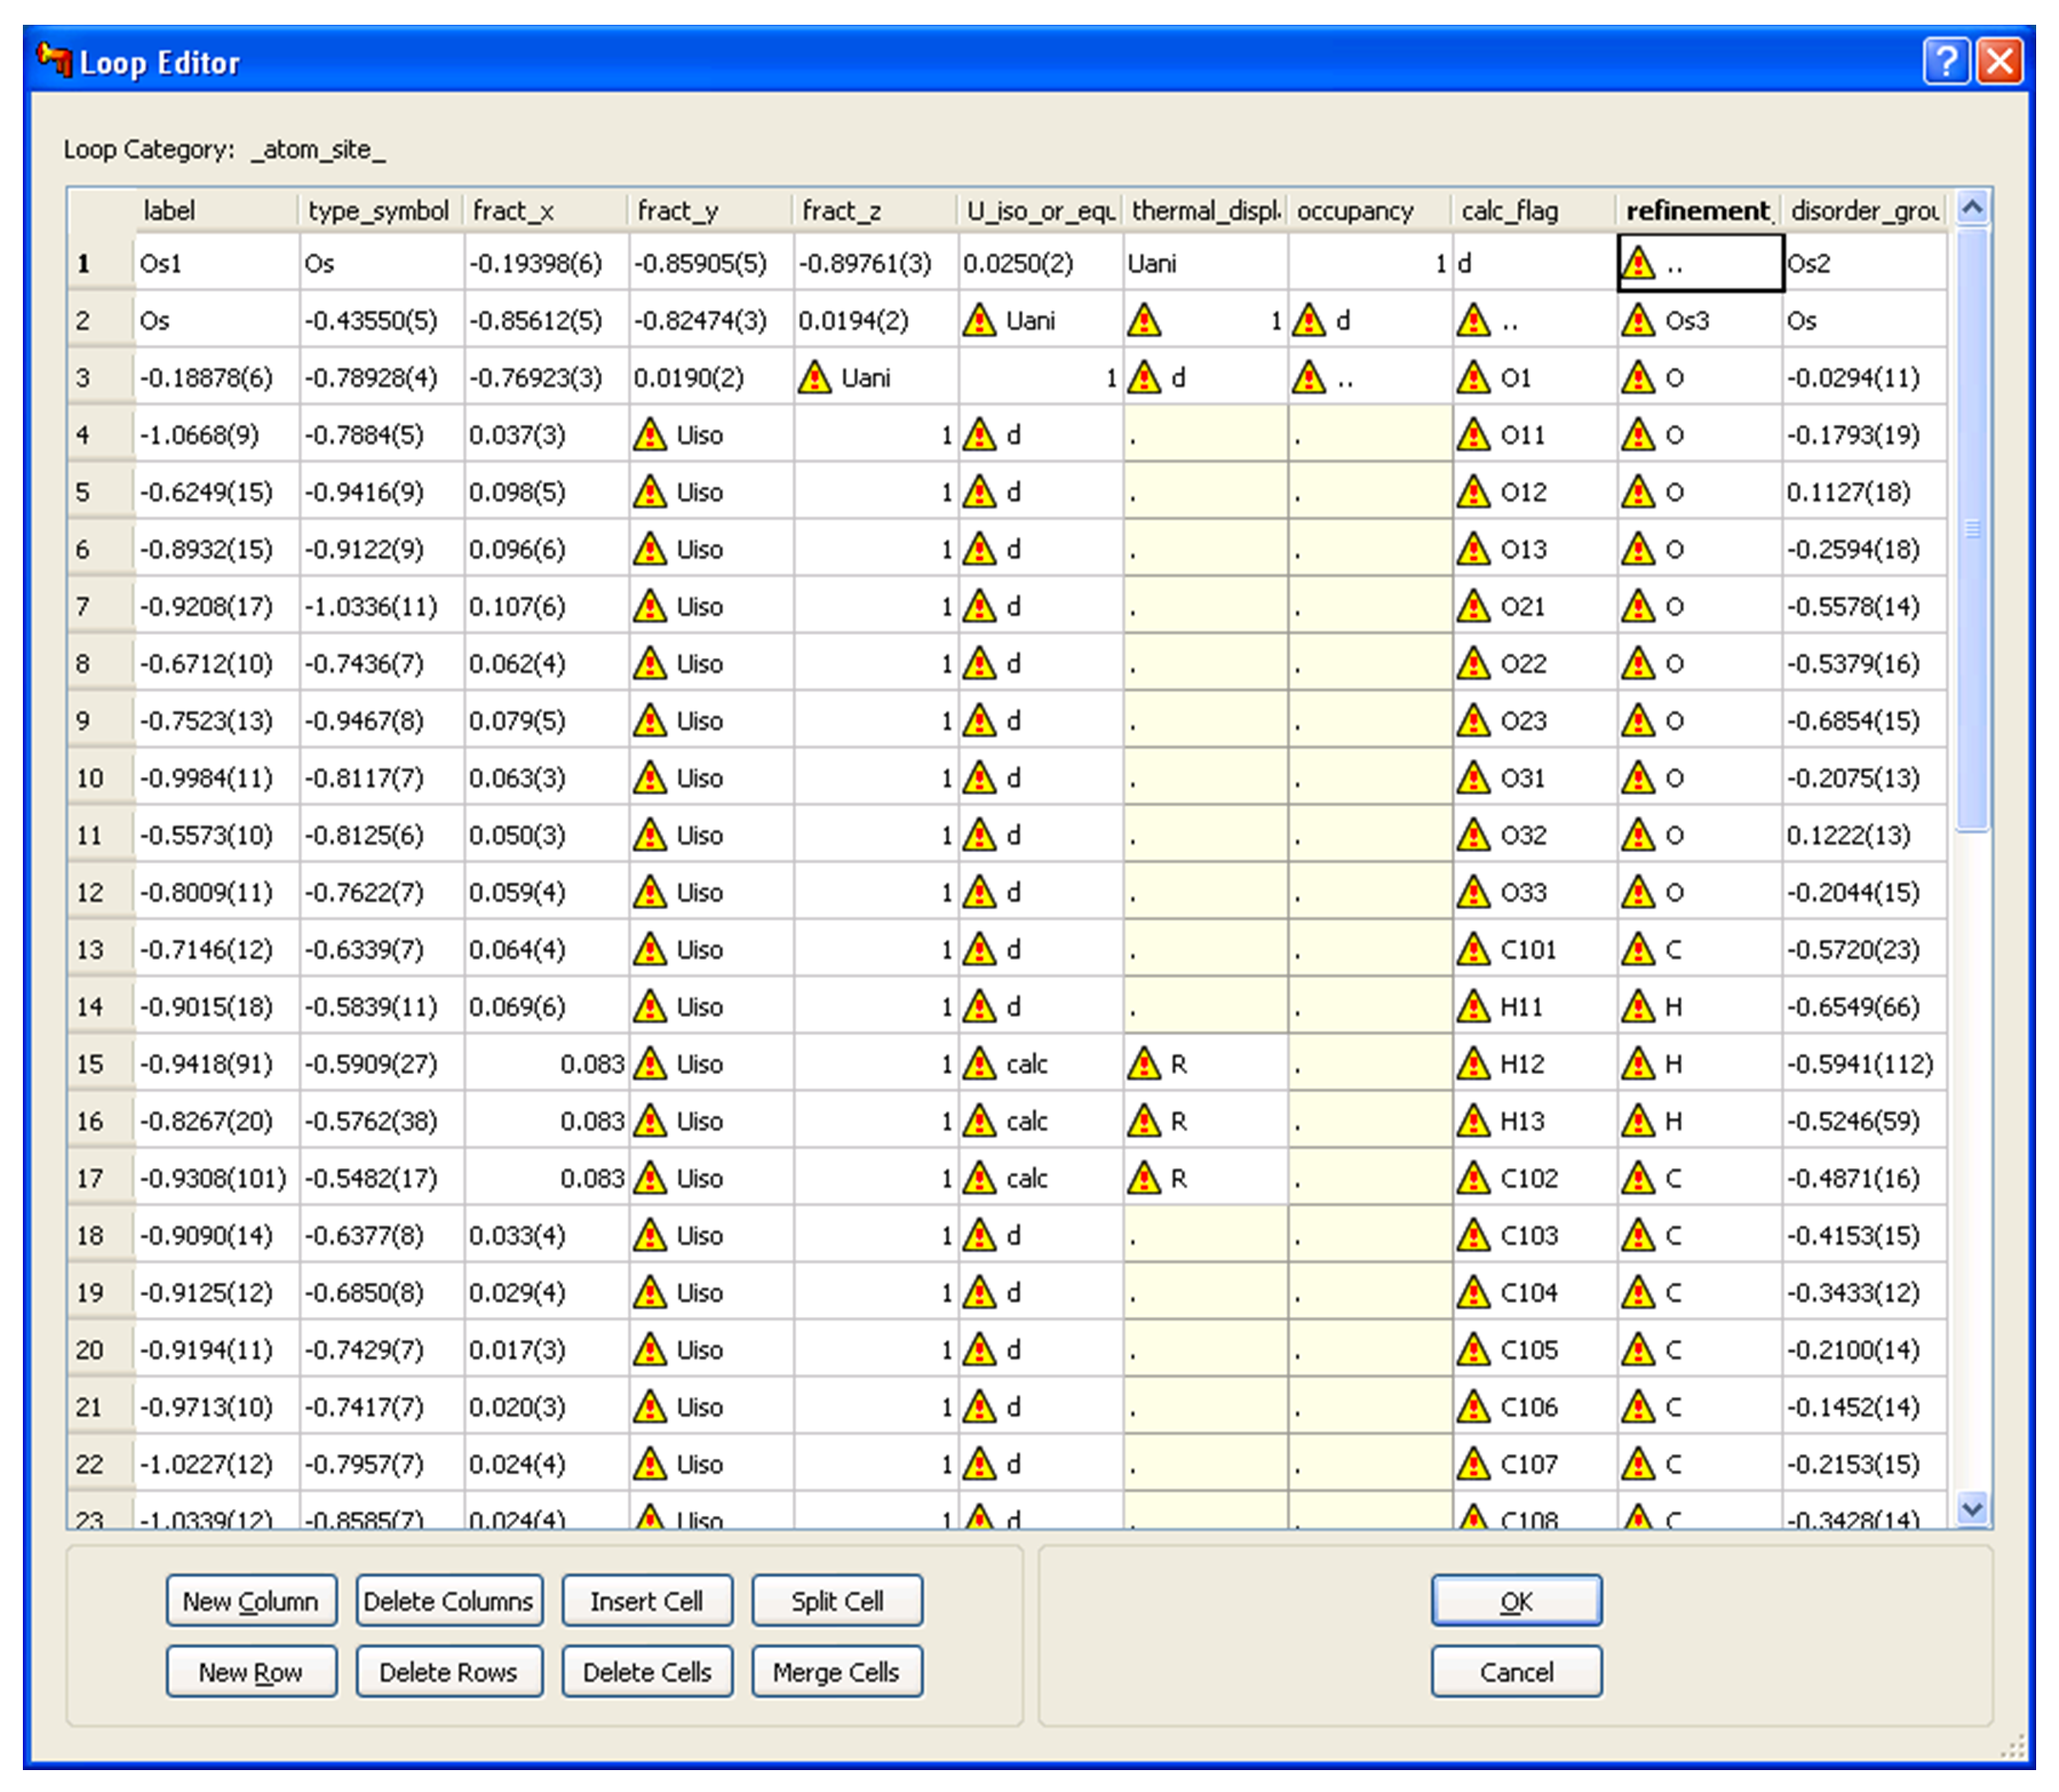 Loop Editor
Loop Category: _atom_site_
label type_symbol fract_x fract_y fract_z U_iso_or_equ thermal_displ occupancy calc_flag refinement_ disorder_grou
1 Os1 Os -0.19398(6) -0.85905(5) -0.89761(3) 0.0250(2) Uani 1 d .. Os2
2 Os -0.43550(5) -0.85612(5) -0.82474(3) 0.0194(2) Uani 1 d .. Os3 Os
3 -0.18878(6) -0.78928(4) -0.76923(3) 0.0190(2) Uani 1 d .. O1 O -0.0294(11)
4 -1.0668(9) -0.7884(5) 0.037(3) Uiso 1 d . . O11 O -0.1793(19)
5 -0.6249(15) -0.9416(9) 0.098(5) Uiso 1 d . . O12 O 0.1127(18)
6 -0.8932(15) -0.9122(9) 0.096(6) Uiso 1 d . . O13 O -0.2594(18)
7 -0.9208(17) -1.0336(11) 0.107(6) Uiso 1 d . . O21 O -0.5578(14)
8 -0.6712(10) -0.7436(7) 0.062(4) Uiso 1 d . . O22 O -0.5379(16)
9 -0.7523(13) -0.9467(8) 0.079(5) Uiso 1 d . . O23 O -0.6854(15)
10 -0.9984(11) -0.8117(7) 0.063(3) Uiso 1 d . . O31 O -0.2075(13)
11 -0.5573(10) -0.8125(6) 0.050(3) Uiso 1 d . . O32 O 0.1222(13)
12 -0.8009(11) -0.7622(7) 0.059(4) Uiso 1 d . . O33 O -0.2044(15)
13 -0.7146(12) -0.6339(7) 0.064(4) Uiso 1 d . . C101 C -0.5720(23)
14 -0.9015(18) -0.5839(11) 0.069(6) Uiso 1 d . . H11 H -0.6549(66)
15 -0.9418(91) -0.5909(27) 0.083 Uiso 1 calc R . H12 H -0.5941(112)
16 -0.8267(20) -0.5762(38) 0.083 Uiso 1 calc R . H13 H -0.5246(59)
17 -0.9308(101) -0.5482(17) 0.083 Uiso 1 calc R . C102 C -0.4871(16)
18 -0.9090(14) -0.6377(8) 0.033(4) Uiso 1 d . . C103 C -0.4153(15)
19 -0.9125(12) -0.6850(8) 0.029(4) Uiso 1 d . . C104 C -0.3433(12)
20 -0.9194(11) -0.7429(7) 0.017(3) Uiso 1 d . . C105 C -0.2100(14)
21 -0.9713(10) -0.7417(7) 0.020(3) Uiso 1 d . . C106 C -0.1452(14)
22 -1.0227(12) -0.7957(7) 0.024(4) Uiso 1 d . . C107 C -0.2153(15)
23 -1.0339(12) -0.8585(7) 0.024(4) Uiso 1 d . . C108 C -0.3428(14)
New Column Delete Columns Insert Cell Split Cell OK
New Row Delete Rows Delete Cells Merge Cells Cancel